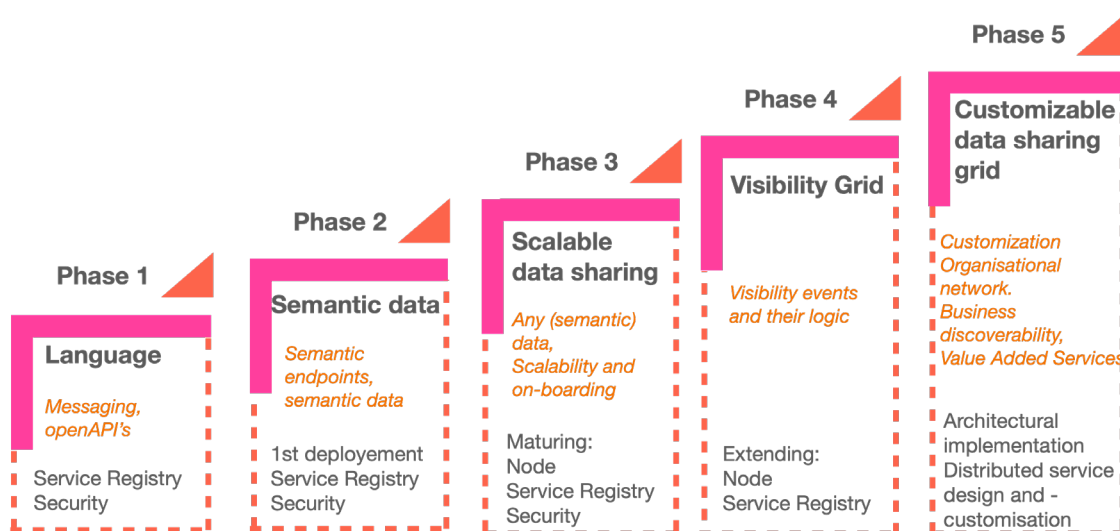 Phase 1
Language
Messaging,
openAPI's
Service Registry
Security
Phase 2
Semantic data
Semantic
endpoints,
semantic data
1st deployement
Service Registry
Security
Phase 3
Scalable
data sharing
Any (semantic)
data,
Scalability and
on-boarding
Maturing:
Node
Service Registry
Security
Phase 4
Visibility Grid
Visibility events
and their logic
Extending:
Node
Service Registry
Phase 5
Customizable
data sharing
grid
Customization
Organisational
network.
Business
discoverability,
Value Added Services
Architectural
implementation
Distributed service
design and -
customisation